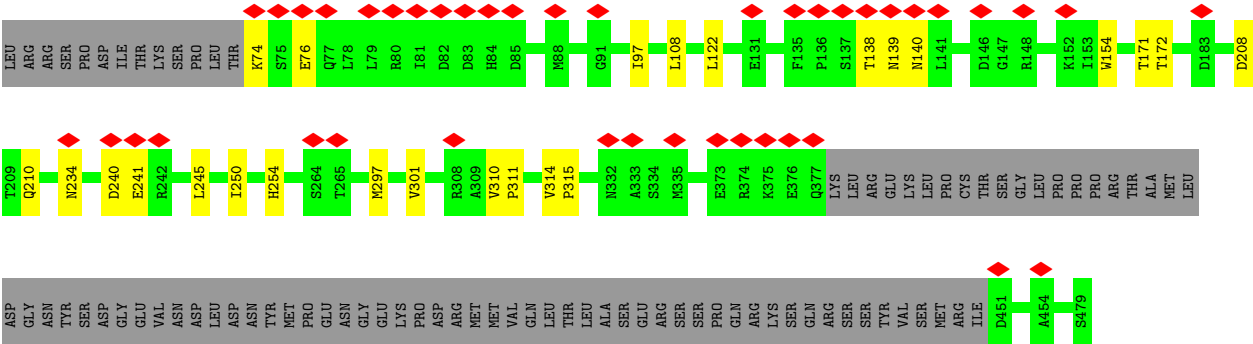 LEU ARG ARG SER PRO ASP ILE THR LYS SER PRO LEU THR K74 S75 E76 Q77 L78 L79 R80 I81 D82 D83 H84 D85 M88 G91 I97 L108 L122 E131 F135 P136 S137 T138 N139 N140 L141 D146 G147 R148 K152 I153 W154 T171 T172 D183 D208
T209 Q210 N234 D240 E241 R242 L245 I250 H254 S264 T265 M297 V301 R308 A309 V310 P311 V314 P315 N332 A333 S334 M335 E373 R374 K375 E376 Q377 LYS LEU ARG GLU LYS LEU PRO CYS THR SER GLY LEU PRO PRO PRO ARG THR ALA MET LEU
ASP GLY ASN TYR SER ASP GLY GLU VAL ASN ASP LEU ASP ASN TYR MET PRO GLU ASN GLY GLU LYS PRO ASP ARG MET MET VAL GLN LEU THR LEU ALA SER GLU ARG SER SER PRO GLN ARG LYS SER GLN ARG SER SER TYR VAL SER MET ARG ILE D451 A454 S479